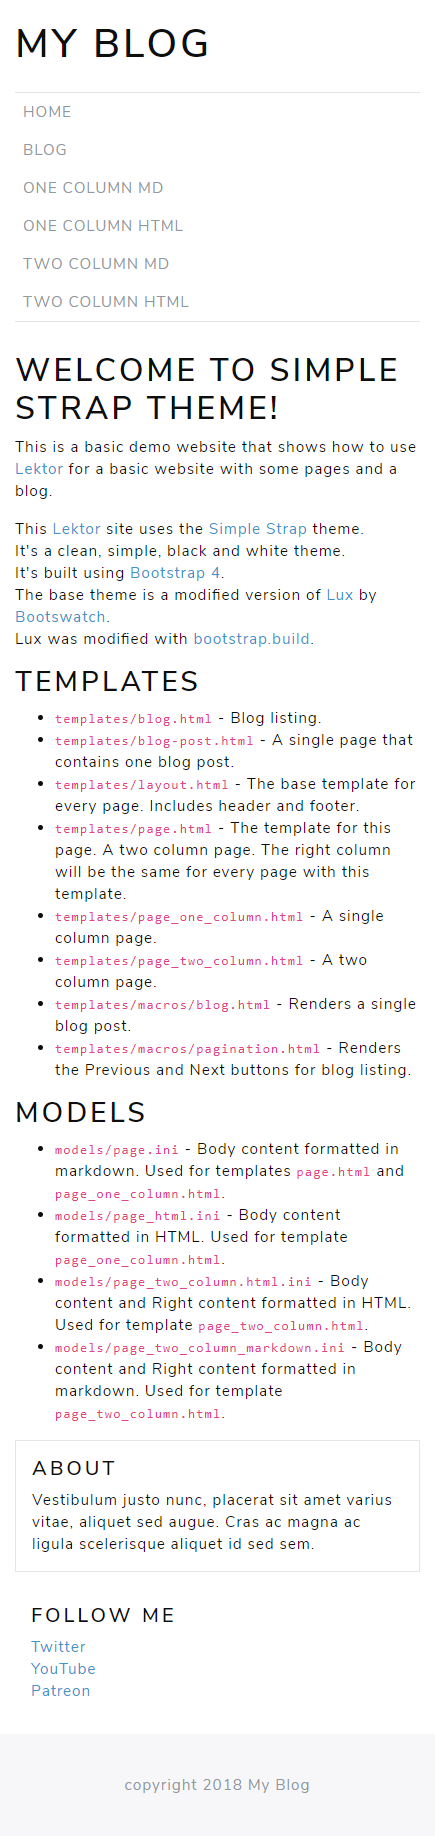 MY BLOG
HOME
BLOG
ONE COLUMN MD
ONE COLUMN HTML
TWO COLUMN MD
TWO COLUMN HTML
WELCOME TO SIMPLE
STRAP THEME!
This is a basic demo website that shows how to use
Lektor for a basic website with some pages and a
blog.
This Lektor site uses the Simple Strap theme.
It's a clean, simple, black and white theme.
It's built using Bootstrap 4.
The base theme is a modified version of Lux by
Bootswatch.
Lux was modified with bootstrap.build.
TEMPLATES
• templates/blog.html - Blog listing.
• templates/blog-post.html - A single page that
contains one blog post.
• templates/layout.html - The base template for
every page. Includes header and footer.
• templates/page.html - The template for this
page. A two column page. The right column
will be the same for every page with this
template.
• templates/page_one_column.html - A single
column page.
• templates/page_two_column.html - A two
column page.
• templates/macros/blog.html - Renders a single
blog post.
• templates/macros/pagination.html - Renders
the Previous and Next buttons for blog listing.
MODELS
• models/page.ini - Body content formatted in
markdown. Used for templates page.html and
page_one_column.html.
• models/page_html.ini - Body content
formatted in HTML. Used for template
page_one_column.html.
• models/page_two_column.html.ini - Body
content and Right content formatted in HTML.
Used for template page_two_column.html.
• models/page_two_column_markdown.ini - Body
content and Right content formatted in
markdown. Used for template
page_two_column.html.
ABOUT
Vestibulum justo nunc, placerat sit amet varius
vitae, aliquet sed augue. Cras ac magna ac
ligula scelerisque aliquet id sed sem.
FOLLOW ME
Twitter
YouTube
Patreon
copyright 2018 My Blog